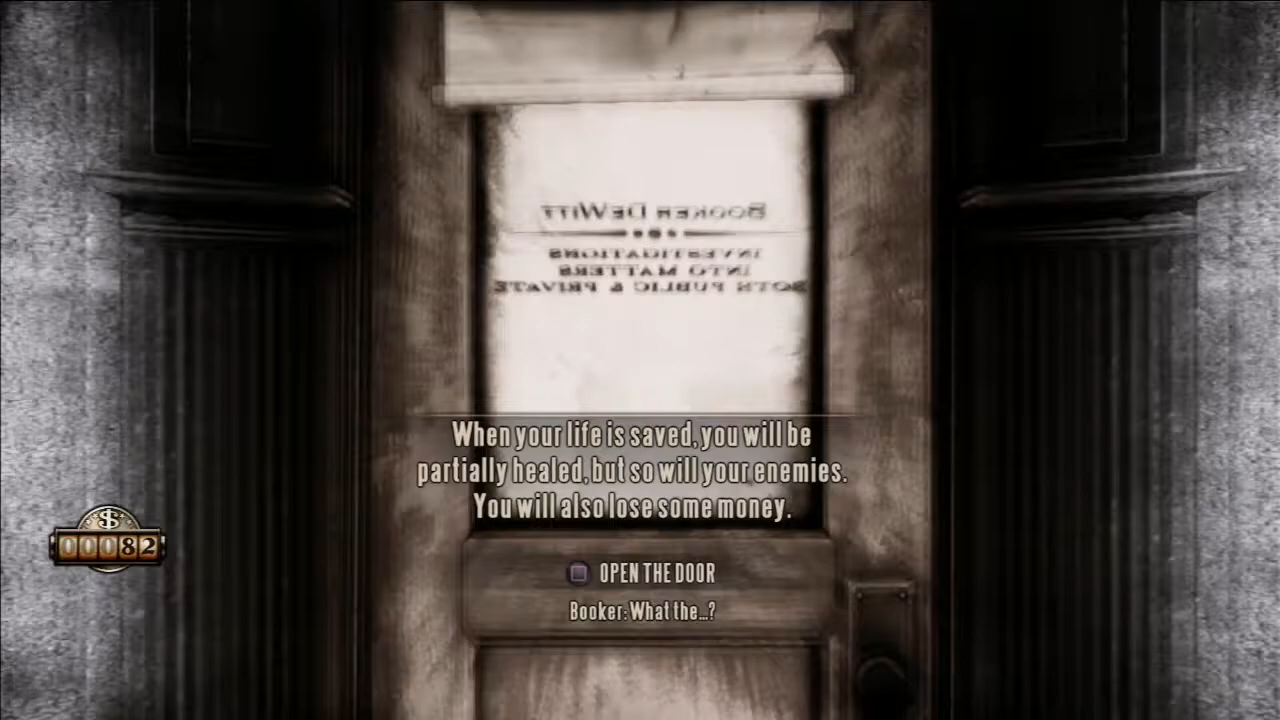 BOOKER DEWITT
INVESTIGATIONS
INTO MATTERS
BOTH PUBLIC & PRIVATE
When your life is saved, you will be
partially healed, but so will your enemies.
You will also lose some money.
$
00082
OPEN THE DOOR
Booker: What the...?